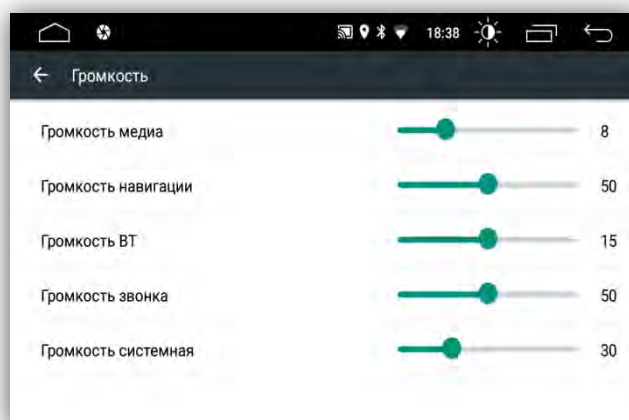 18:38
Громкость
Громкость медиа 8
Громкость навигации 50
Громкость BT 15
Громкость звонка 50
Громкость системная 30